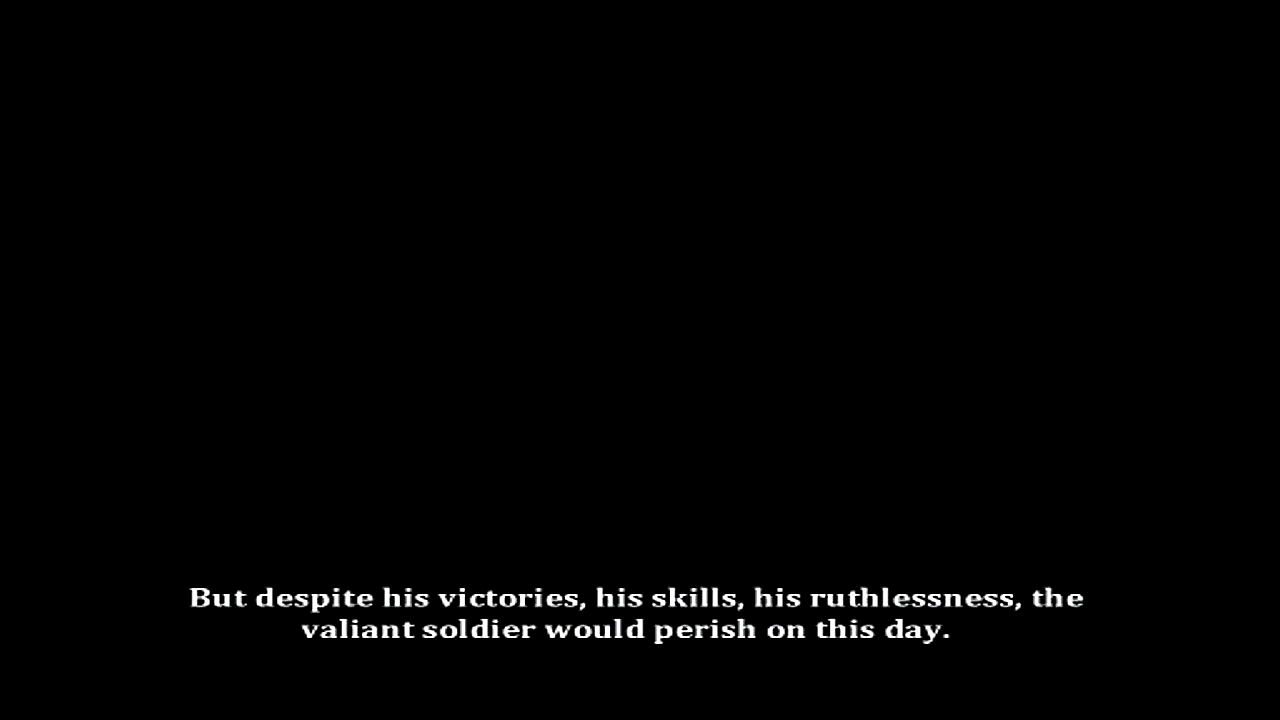 But despite his victories, his skills, his ruthlessness, the
valiant soldier would perish on this day.